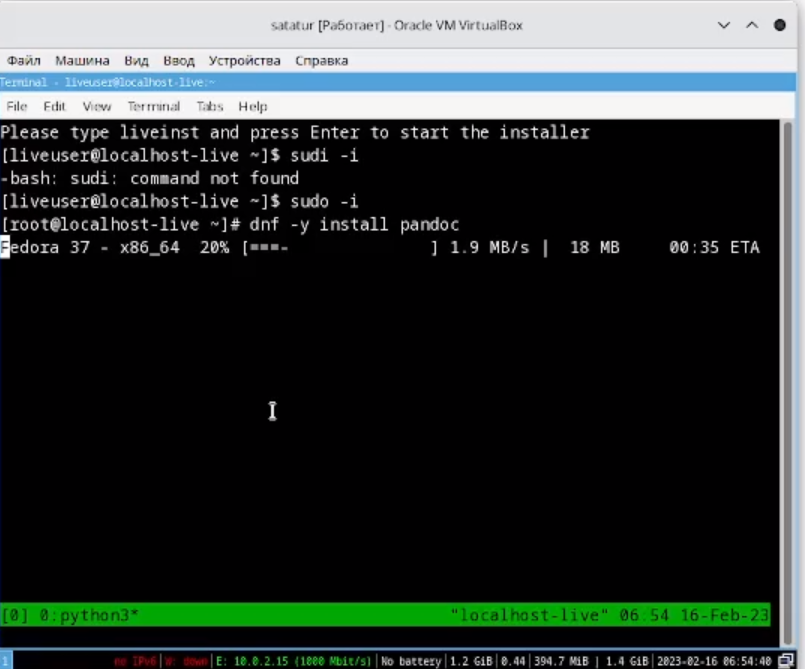 satatur [Работает] - Oracle VM VirtualBox
Файл Машина Вид Ввод Устройства Справка
Terminal - liveuser@localhost-live:~
File Edit View Terminal Tabs Help
Please type liveinst and press Enter to start the installer
[liveuser@localhost-live ~]$ sudi -i
-bash: sudi: command not found
[liveuser@localhost-live ~]$ sudo -i
[root@localhost-live ~]# dnf -y install pandoc
Fedora 37 - x86_64 20% [===- ] 1.9 MB/s | 18 MB 00:35 ETA
[0] 0:python3* "localhost-live" 06:54 16-Feb-23
1 no IPv6 | W: down | E: 10.0.2.15 (1000 Mbit/s) | No battery | 1.2 GiB | 0.44 | 394.7 MiB | 1.4 GiB | 2023-02-16 06:54:40